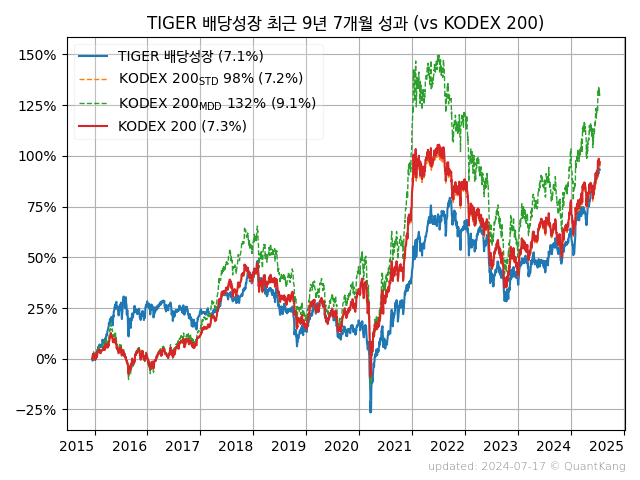 TIGER 배당성장 최근 9년 7개월 성과 (vs KODEX 200)
150%
125%
100%
75%
50%
25%
0%
−25%
TIGER 배당성장 (7.1%)
KODEX 200STD 98% (7.2%)
KODEX 200MDD 132% (9.1%)
KODEX 200 (7.3%)
2015 2016 2017 2018 2019 2020 2021 2022 2023 2024 2025
updated: 2024-07-17 © QuantKang